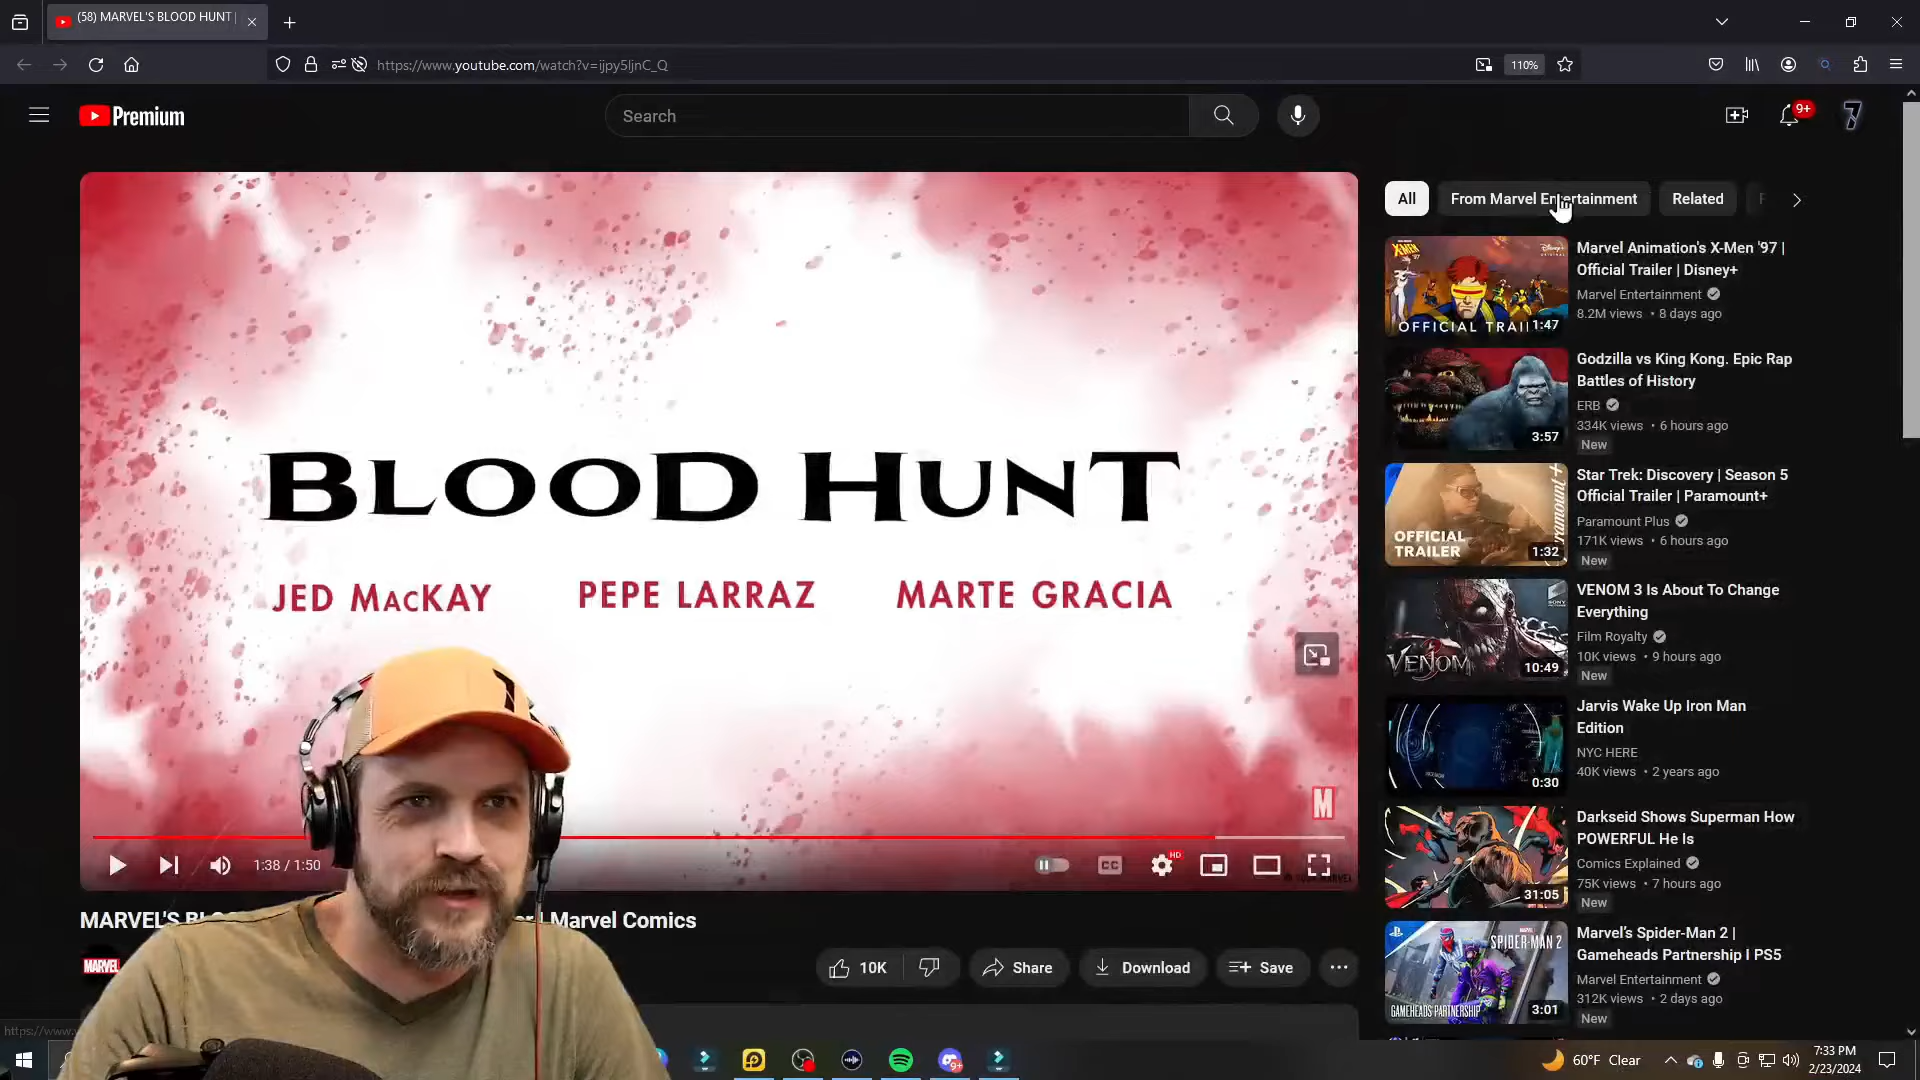 (58) MARVEL'S BLOOD HUNT |
https://www.youtube.com/watch?v=ijpy5ljnC_Q
110%
Premium
Search
9+
All
From Marvel Entertainment
Related
BLOOD HUNT
JED MACKAY
PEPE LARRAZ
MARTE GRACIA
M
1:38 / 1:50
CC
HD
Marvel Comics
MARVEL
10K
Share
Download
Save
OFFICIAL TRAI
1:47
Marvel Animation's X-Men '97 |
Official Trailer | Disney+
Marvel Entertainment
8.2M views • 8 days ago
3:57
Godzilla vs King Kong. Epic Rap
Battles of History
ERB
334K views • 6 hours ago
New
OFFICIAL
TRAILER
1:32
Star Trek: Discovery | Season 5
Official Trailer | Paramount+
Paramount Plus
171K views • 6 hours ago
New
VENOM
10:49
VENOM 3 Is About To Change
Everything
Film Royalty
10K views • 9 hours ago
New
0:30
Jarvis Wake Up Iron Man
Edition
NYC HERE
40K views • 2 years ago
31:05
Darkseid Shows Superman How
POWERFUL He Is
Comics Explained
75K views • 7 hours ago
New
SPIDER-MAN 2
GAMEHEADS PARTNERSHIP
3:01
Marvel's Spider-Man 2 |
Gameheads Partnership I PS5
Marvel Entertainment
312K views • 2 days ago
New
https://www.
9+
60°F Clear
7:33 PM
2/23/2024